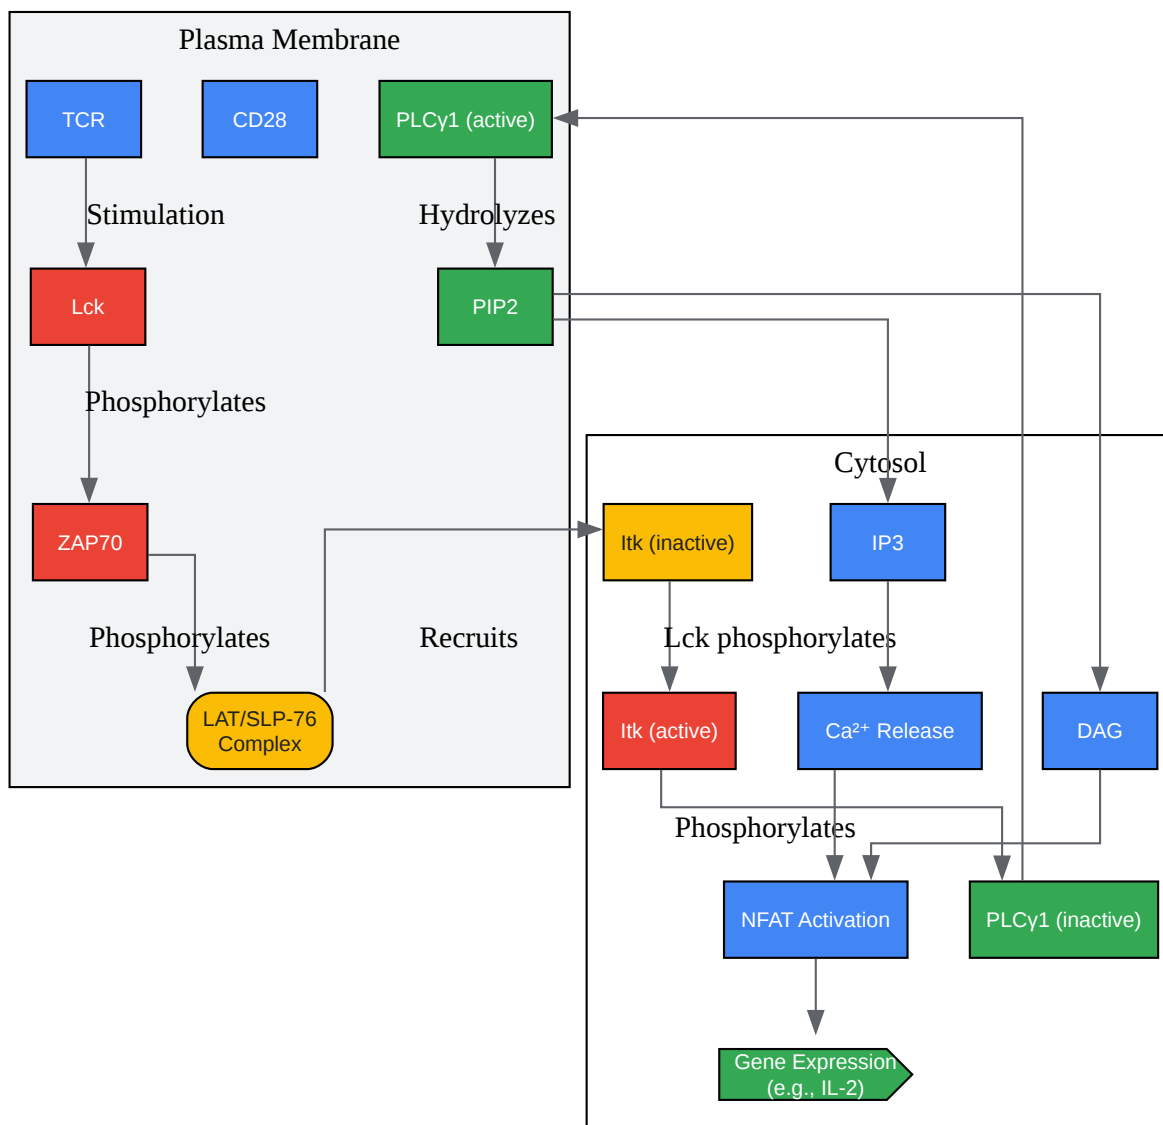 Plasma Membrane
TCR
CD28
PLCγ1 (active)
Stimulation
Hydrolyzes
Lck
PIP2
Phosphorylates
Cytosol
ZAP70
Itk (inactive)
IP3
Phosphorylates
Recruits
Lck phosphorylates
LAT/SLP-76
Complex
Itk (active)
Ca²⁺ Release
DAG
Phosphorylates
NFAT Activation
PLCγ1 (inactive)
Gene Expression
(e.g., IL-2)